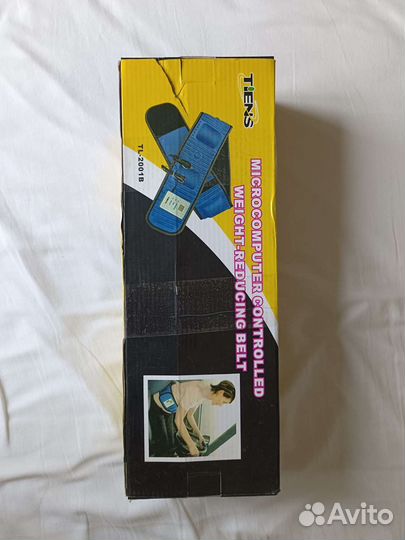 TIENS
MICROCOMPUTER CONTROLLED
WEIGHT-REDUCING BELT
TL-2001B
Avito